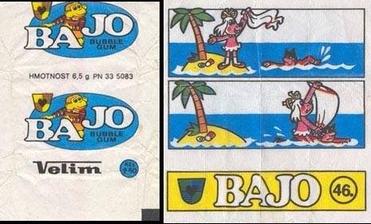 BAJO
BUBBLE
GUM
HMOTNOST 6,5 g PN 33 5083
BAJO
BUBBLE
GUM
Velim
BAJO 46.